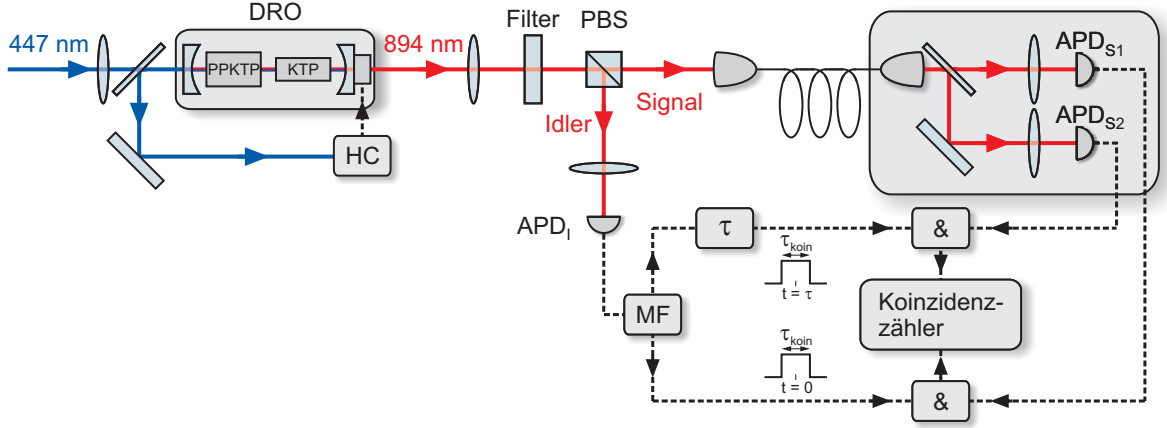 DRO
Filter
PBS
447 nm
PPKTP
KTP
894 nm
HC
Signal
Idler
APD_S1
APD_S2
APD_I
τ
&
τ_koin
t = τ
MF
Koinzidenz-
zähler
τ_koin
t = 0
&